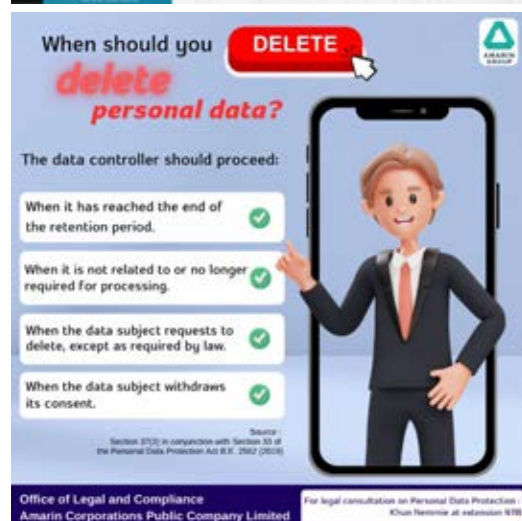 When should you
DELETE
delete
personal data?
AMARIN
GROUP
The data controller should proceed:
When it has reached the end of
the retention period.
When it is not related to or no longer
required for processing.
When the data subject requests to
delete, except as required by law.
When the data subject withdraws
its consent.
Source :
Section 37(3) in conjunction with Section 33 of
the Personal Data Protection Act B.E. 2562 (2019)
Office of Legal and Compliance
Amarin Corporations Public Company Limited
For legal consultation on Personal Data Protection :
Khun at extension